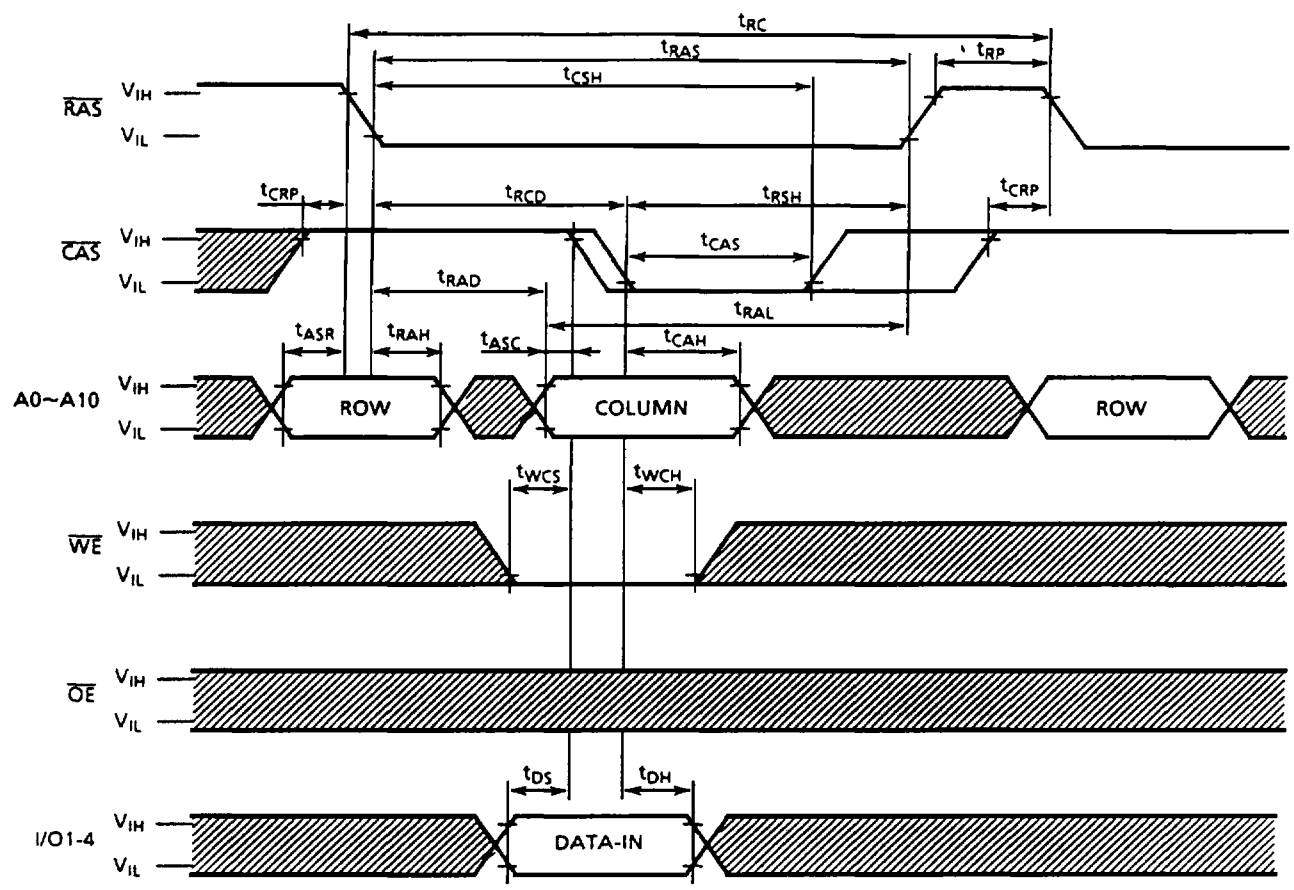 tRC
tRAS
tRP
tCSH
RAS
VIH
VIL
tCRP
tRCD
tRSH
tCRP
CAS
VIH
VIL
tCAS
tRAD
tRAL
tASR
tRAH
tASC
tCAH
A0~A10
VIH
VIL
ROW
COLUMN
ROW
tWCS
tWCH
WE
VIH
VIL
OE
VIH
VIL
tDS
tDH
I/O1-4
VIH
VIL
DATA-IN